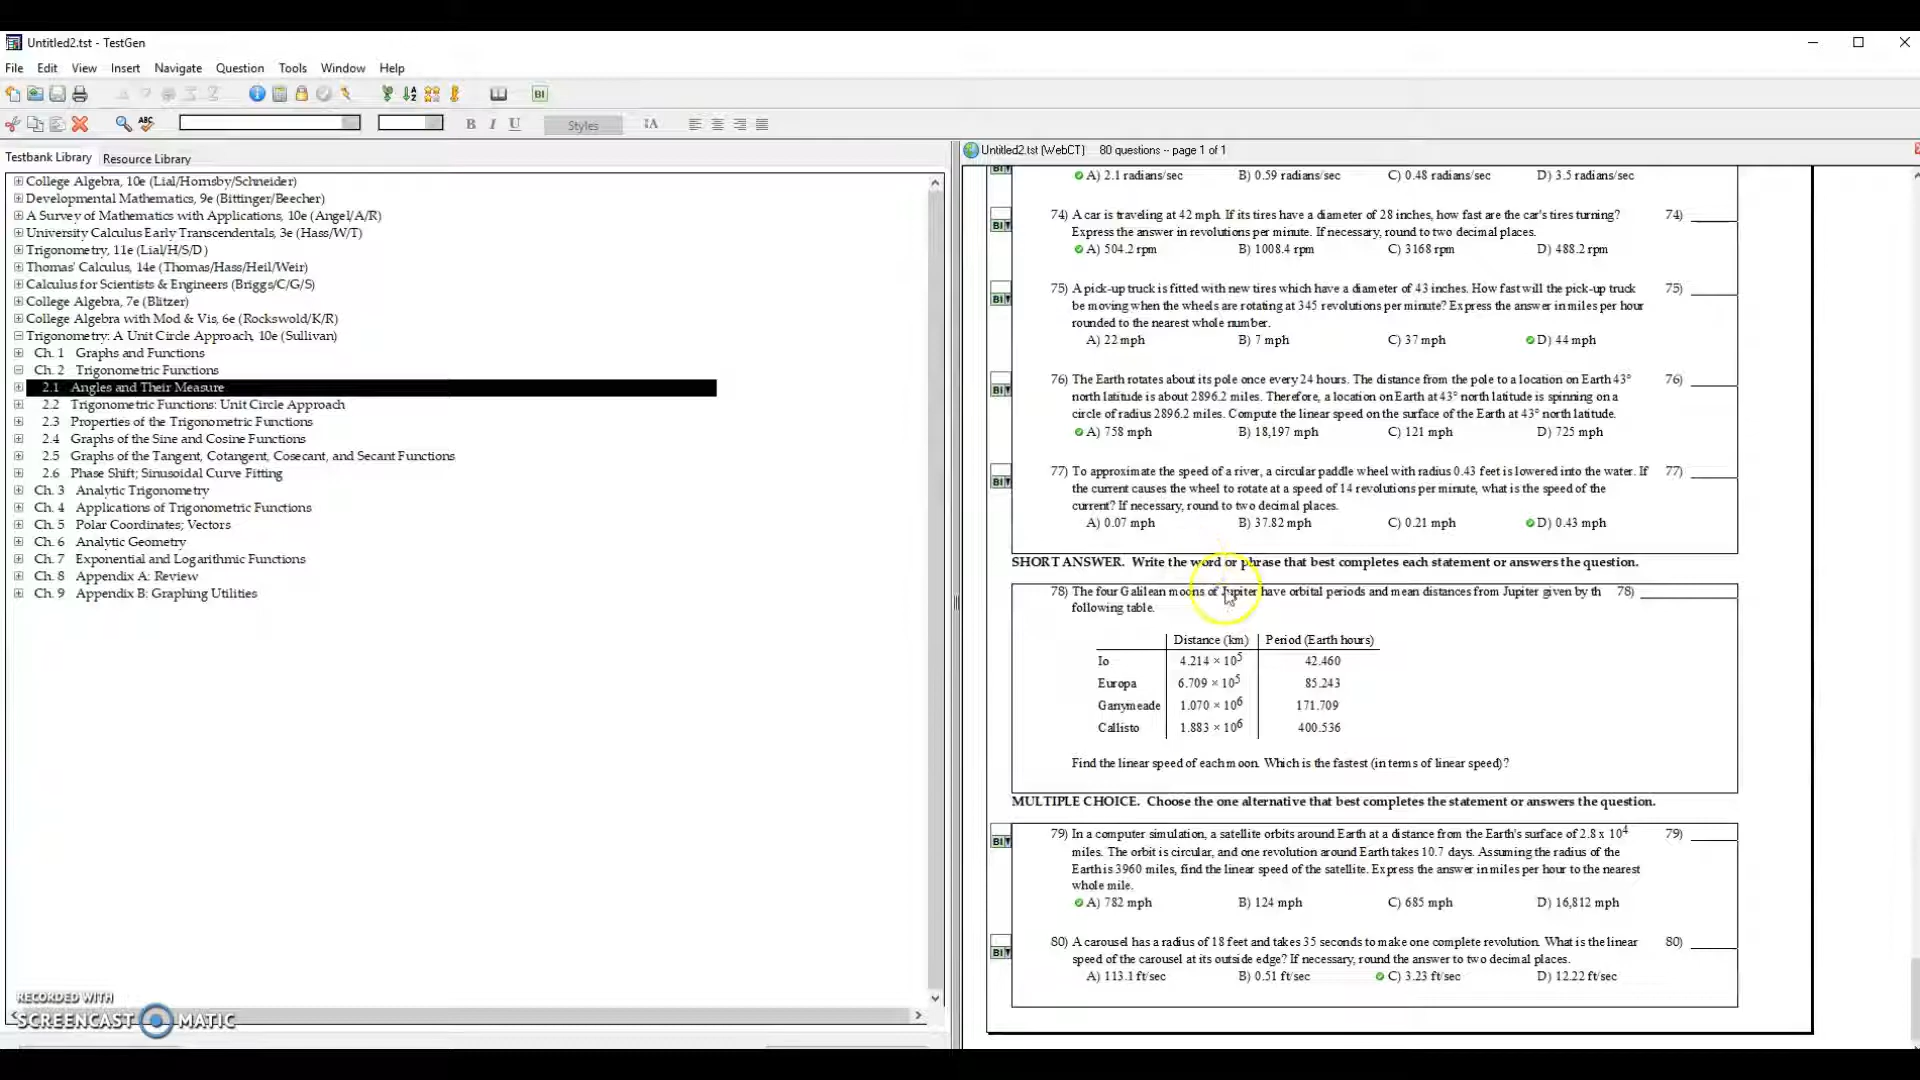 Untitled2.tst - TestGen
File Edit View Insert Navigate Question Tools Window Help
BI
B I U Styles
Testbank Library Resource Library
College Algebra, 10e (Lial/Hornsby/Schneider)
Developmental Mathematics, 9e (Bittinger/Beecher)
A Survey of Mathematics with Applications, 10e (Angel/A/R)
University Calculus Early Transcendentals, 3e (Hass/W/T)
Trigonometry, 11e (Lial/H/S/D)
Thomas' Calculus, 14e (Thomas/Hass/Heil/Weir)
Calculus for Scientists & Engineers (Briggs/C/G/S)
College Algebra, 7e (Blitzer)
College Algebra with Mod & Vis, 6e (Rockswold/K/R)
Trigonometry: A Unit Circle Approach, 10e (Sullivan)
Ch. 1 Graphs and Functions
Ch. 2 Trigonometric Functions
2.1 Angles and Their Measure
2.2 Trigonometric Functions: Unit Circle Approach
2.3 Properties of the Trigonometric Functions
2.4 Graphs of the Sine and Cosine Functions
2.5 Graphs of the Tangent, Cotangent, Cosecant, and Secant Functions
2.6 Phase Shift; Sinusoidal Curve Fitting
Ch. 3 Analytic Trigonometry
Ch. 4 Applications of Trigonometric Functions
Ch. 5 Polar Coordinates; Vectors
Ch. 6 Analytic Geometry
Ch. 7 Exponential and Logarithmic Functions
Ch. 8 Appendix A: Review
Ch. 9 Appendix B: Graphing Utilities
RECORDED WITH
SCREENCAST MATIC
Untitled2.tst [WebCT] 80 questions -- page 1 of 1
A) 2.1 radians/sec B) 0.59 radians/sec C) 0.48 radians/sec D) 3.5 radians/sec
74) A car is traveling at 42 mph. If its tires have a diameter of 28 inches, how fast are the car's tires turning? 74)
Express the answer in revolutions per minute. If necessary, round to two decimal places.
A) 504.2 rpm B) 1008.4 rpm C) 3168 rpm D) 488.2 rpm
75) A pick-up truck is fitted with new tires which have a diameter of 43 inches. How fast will the pick-up truck 75)
be moving when the wheels are rotating at 345 revolutions per minute? Express the answer in miles per hour
rounded to the nearest whole number.
A) 22 mph B) 7 mph C) 37 mph D) 44 mph
76) The Earth rotates about its pole once every 24 hours. The distance from the pole to a location on Earth 43° 76)
north latitude is about 2896.2 miles. Therefore, a location on Earth at 43° north latitude is spinning on a
circle of radius 2896.2 miles. Compute the linear speed on the surface of the Earth at 43° north latitude.
A) 758 mph B) 18,197 mph C) 121 mph D) 725 mph
77) To approximate the speed of a river, a circular paddle wheel with radius 0.43 feet is lowered into the water. If 77)
the current causes the wheel to rotate at a speed of 14 revolutions per minute, what is the speed of the
current? If necessary, round to two decimal places.
A) 0.07 mph B) 37.82 mph C) 0.21 mph D) 0.43 mph
SHORT ANSWER. Write the word or phrase that best completes each statement or answers the question.
78) The four Galilean moons of Jupiter have orbital periods and mean distances from Jupiter given by th 78)
following table.
Distance (km) Period (Earth hours)
Io 4.214 × 10⁵ 42.460
Europa 6.709 × 10⁵ 85.243
Ganymeade 1.070 × 10⁶ 171.709
Callisto 1.883 × 10⁶ 400.536
Find the linear speed of each moon. Which is the fastest (in terms of linear speed)?
MULTIPLE CHOICE. Choose the one alternative that best completes the statement or answers the question.
79) In a computer simulation, a satellite orbits around Earth at a distance from the Earth's surface of 2.8 x 10⁴ 79)
miles. The orbit is circular, and one revolution around Earth takes 10.7 days. Assuming the radius of the
Earth is 3960 miles, find the linear speed of the satellite. Express the answer in miles per hour to the nearest
whole mile.
A) 782 mph B) 124 mph C) 685 mph D) 16,812 mph
80) A carousel has a radius of 18 feet and takes 35 seconds to make one complete revolution. What is the linear 80)
speed of the carousel at its outside edge? If necessary, round the answer to two decimal places.
A) 113.1 ft/sec B) 0.51 ft/sec C) 3.23 ft/sec D) 12.22 ft/sec